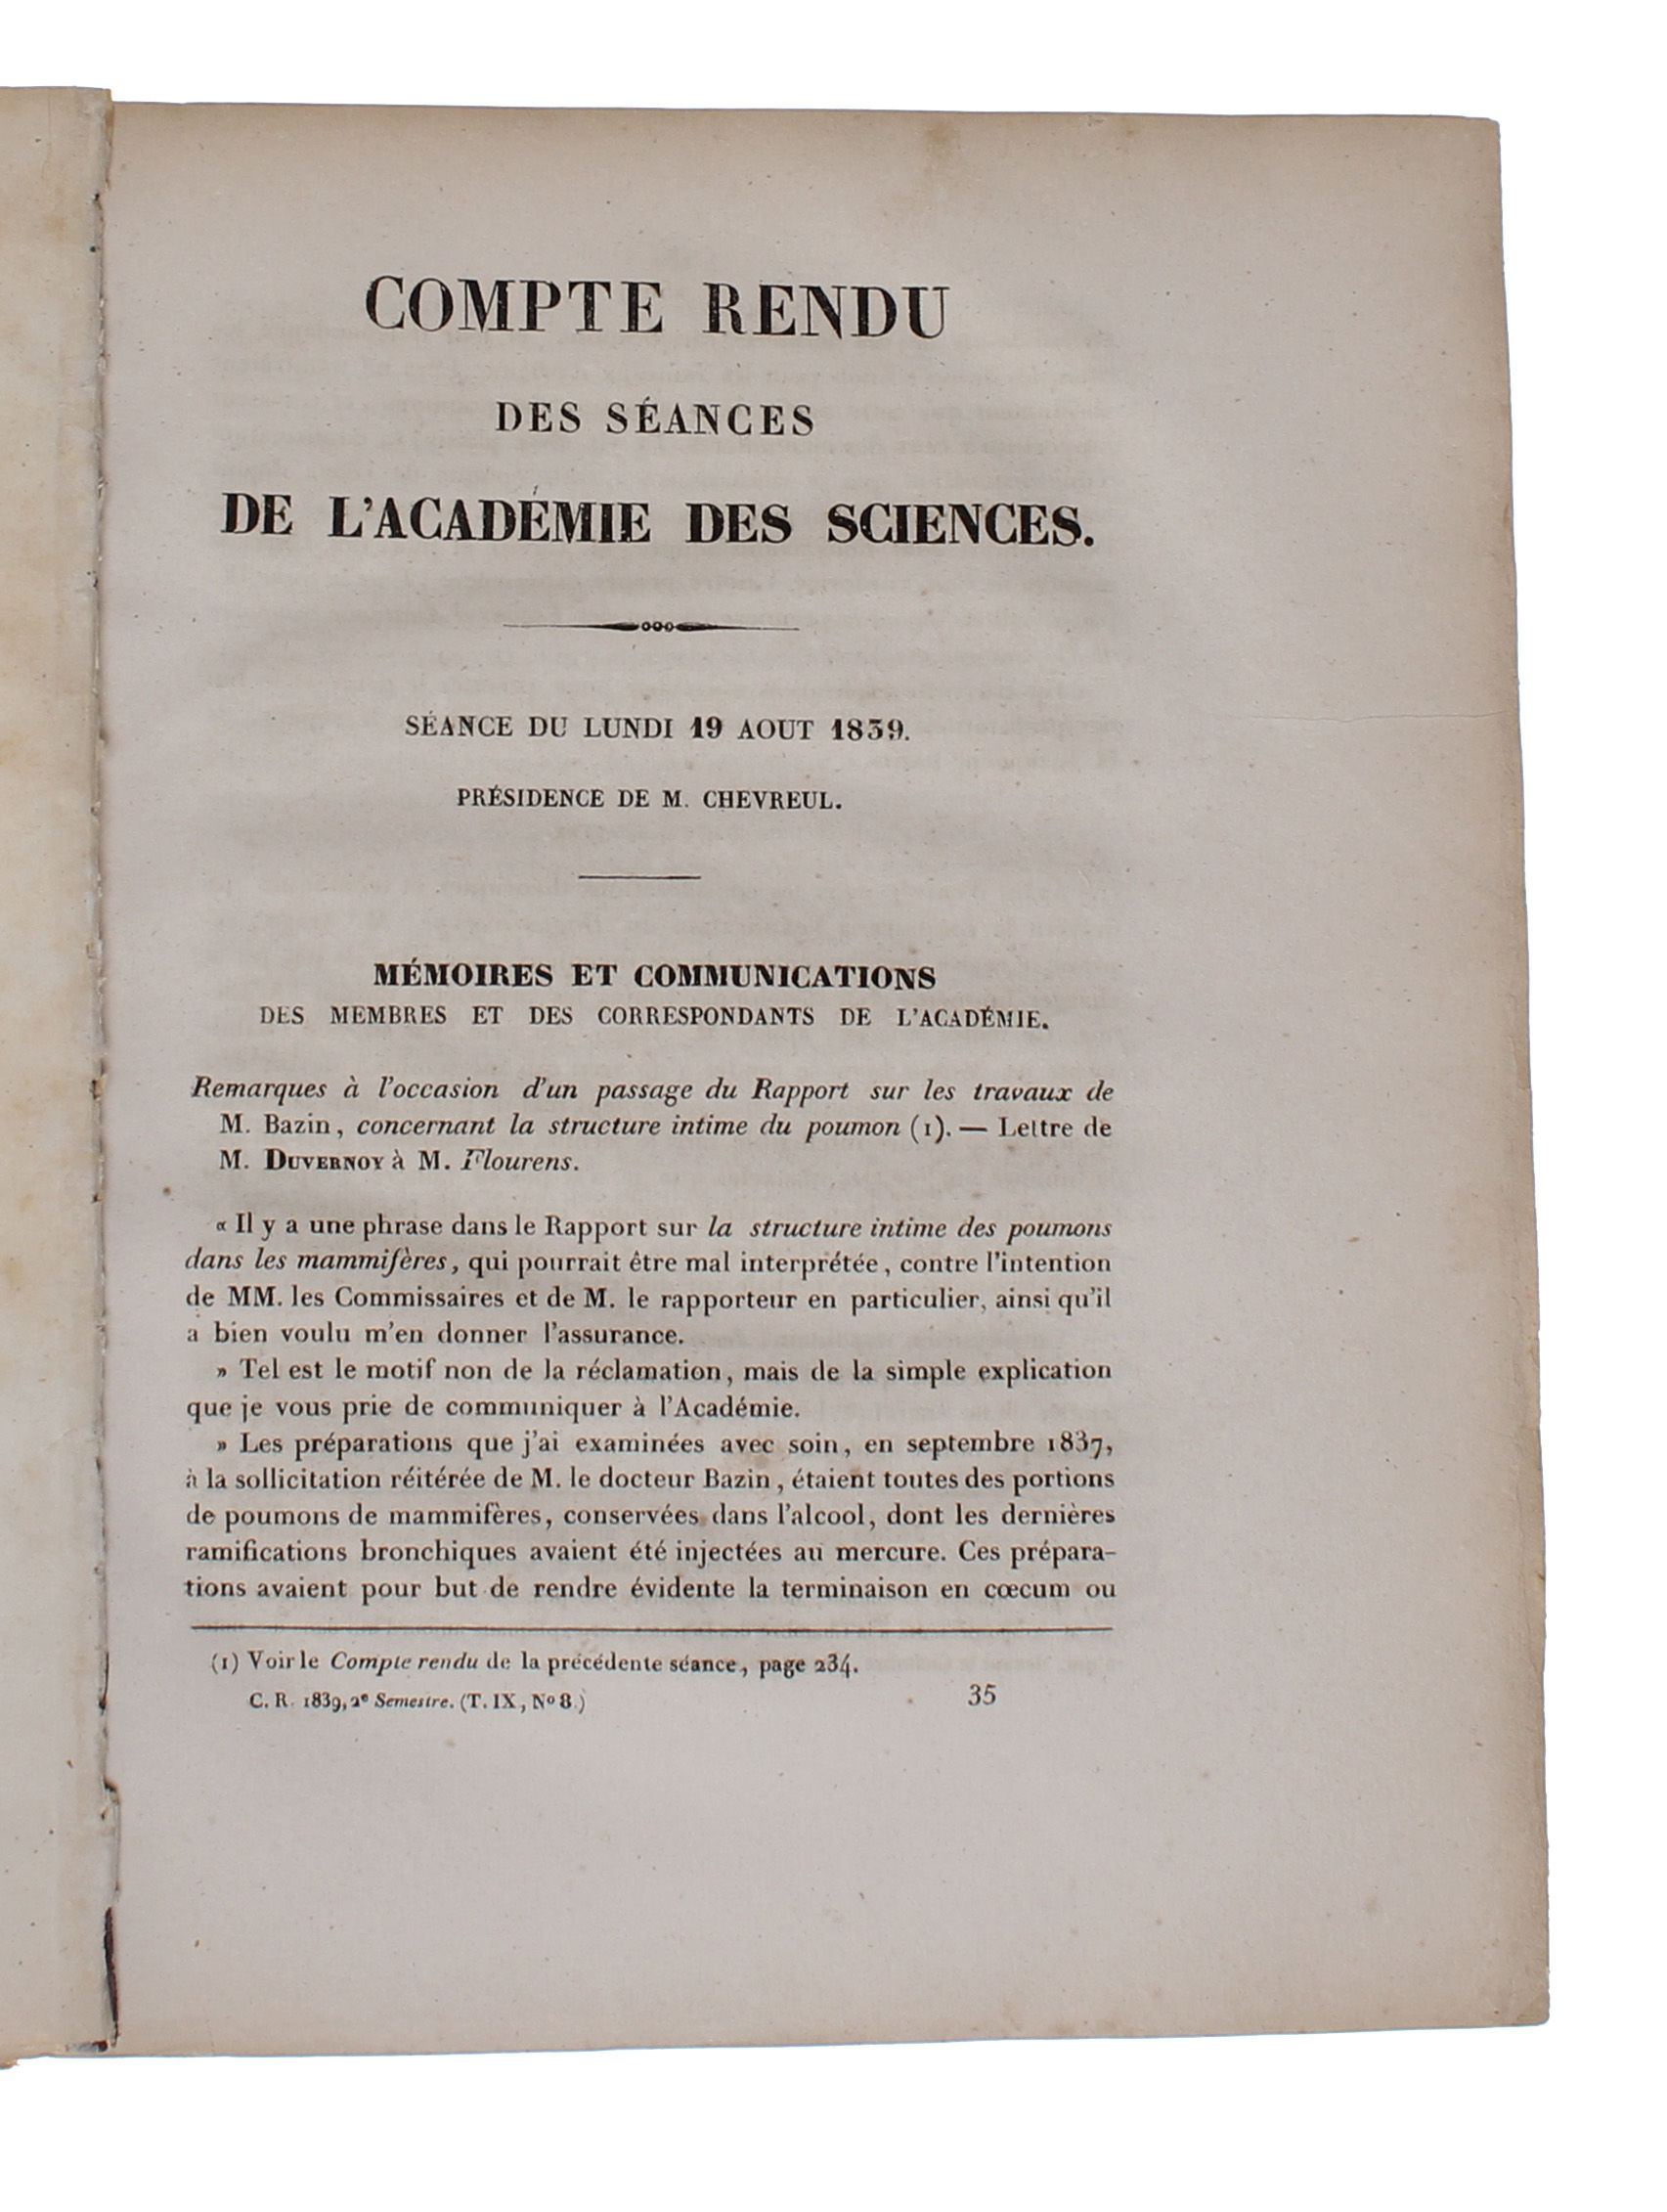 COMPTE RENDU
DES SÉANCES
DE L'ACADÉMIE DES SCIENCES.
SÉANCE DU LUNDI 19 AOUT 1839.
PRÉSIDENCE DE M. CHEVREUL.
MÉMOIRES ET COMMUNICATIONS
DES MEMBRES ET DES CORRESPONDANTS DE L'ACADÉMIE.
Remarques à l'occasion d'un passage du Rapport sur les travaux de
M. Bazin, concernant la structure intime du poumon (1). — Lettre de
M. DUVERNOY à M. Flourens.
« Il y a une phrase dans le Rapport sur la structure intime des poumons
dans les mammifères, qui pourrait être mal interprétée, contre l'intention
de MM. les Commissaires et de M. le rapporteur en particulier, ainsi qu'il
a bien voulu m'en donner l'assurance.
» Tel est le motif non de la réclamation, mais de la simple explication
que je vous prie de communiquer à l'Académie.
» Les préparations que j'ai examinées avec soin, en septembre 1837,
à la sollicitation réitérée de M. le docteur Bazin, étaient toutes des portions
de poumons de mammifères, conservées dans l'alcool, dont les dernières
ramifications bronchiques avaient été injectées au mercure. Ces prépara-
tions avaient pour but de rendre évidente la terminaison en cœcum ou
(1) Voir le Compte rendu de la précédente séance, page 234.
C. R. 1839, 2e Semestre. (T. IX, No 8.) 35